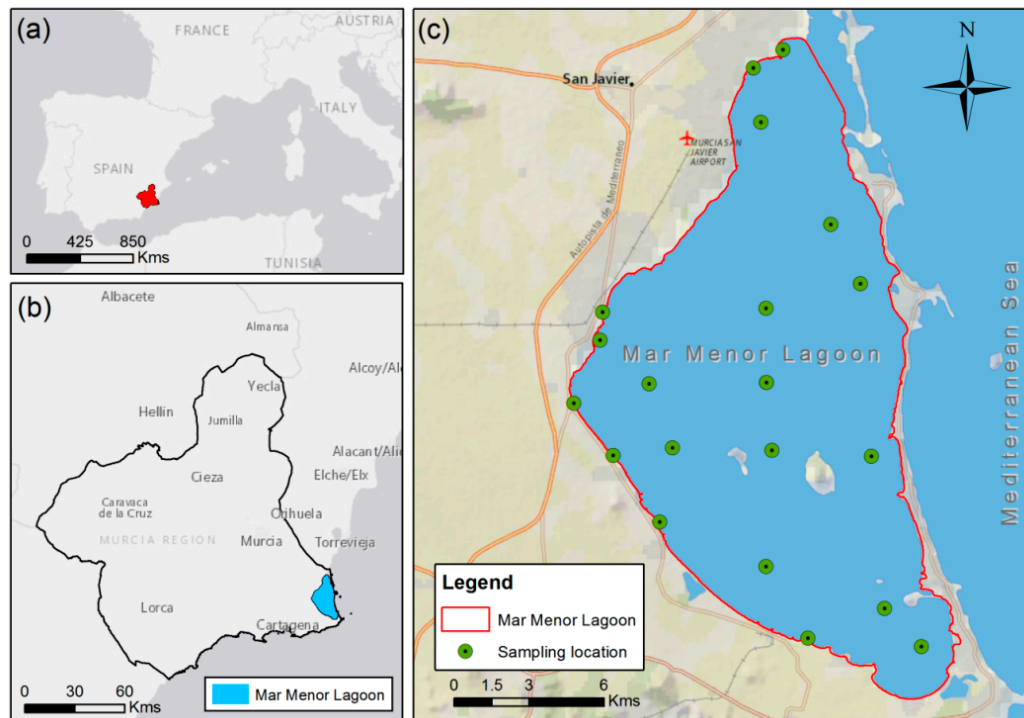 (a)
FRANCE
AUSTRIA
ITALY
SPAIN
TUNISIA
0 425 850
Kms
(b)
Albacete
Almansa
Yecla
Alcoy/Al
Hellín
Jumilla
Alacant/Ali
Cieza
Elche/Elx
Caravaca
de la Cruz
Orihuela
MURCIA REGION
Murcia
Torrevieja
Lorca
Cartagena
0 30 60
Kms
Mar Menor Lagoon
(c)
N
San Javier
MURCIA SAN
JAVIER
AIRPORT
Autopista de Mediterraneo
Mar Menor Lagoon
Mediterranean Sea
Legend
Mar Menor Lagoon
Sampling location
0 1.5 3 6
Kms